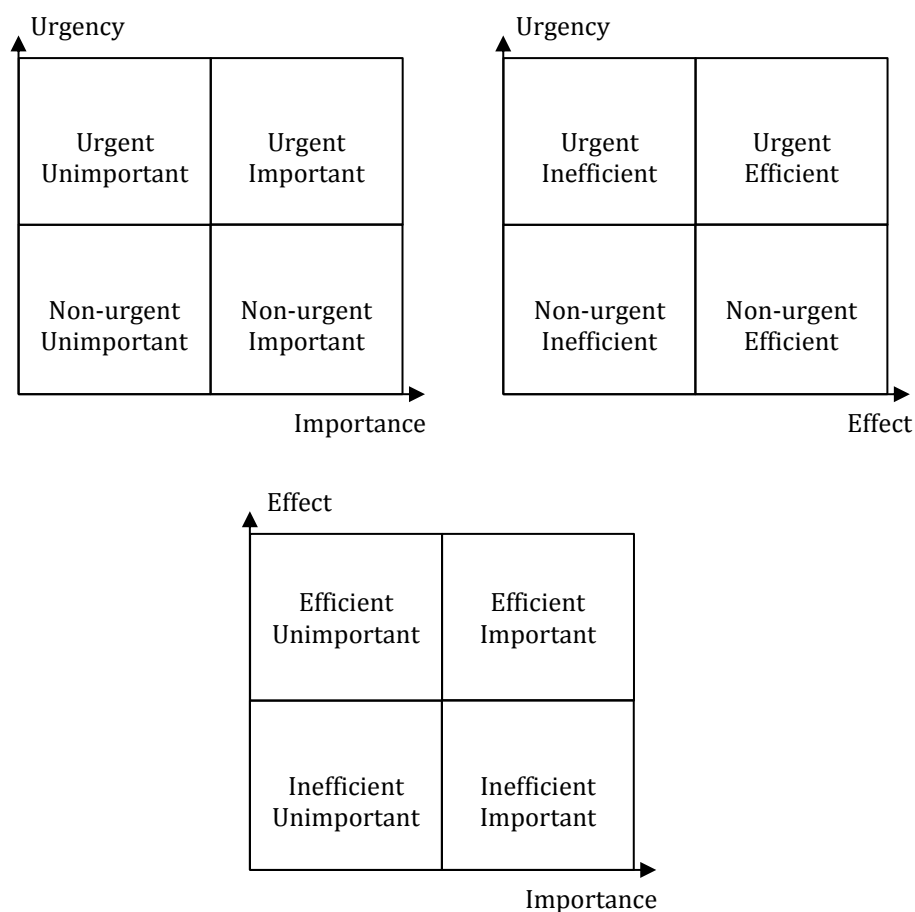 Urgency
Urgent
Unimportant
Urgent
Important
Non-urgent
Unimportant
Non-urgent
Important
Importance
Urgency
Urgent
Inefficient
Urgent
Efficient
Non-urgent
Inefficient
Non-urgent
Efficient
Effect
Effect
Efficient
Unimportant
Efficient
Important
Inefficient
Unimportant
Inefficient
Important
Importance